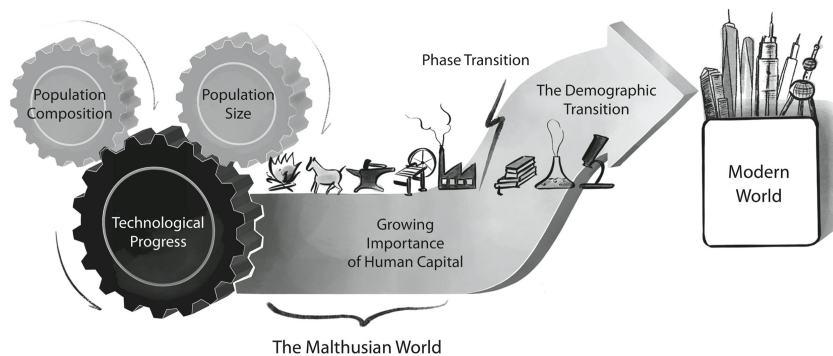 Population
Composition
Population
Size
Technological
Progress
Growing
Importance
of Human Capital
The Malthusian World
Phase Transition
The Demographic
Transition
Modern
World